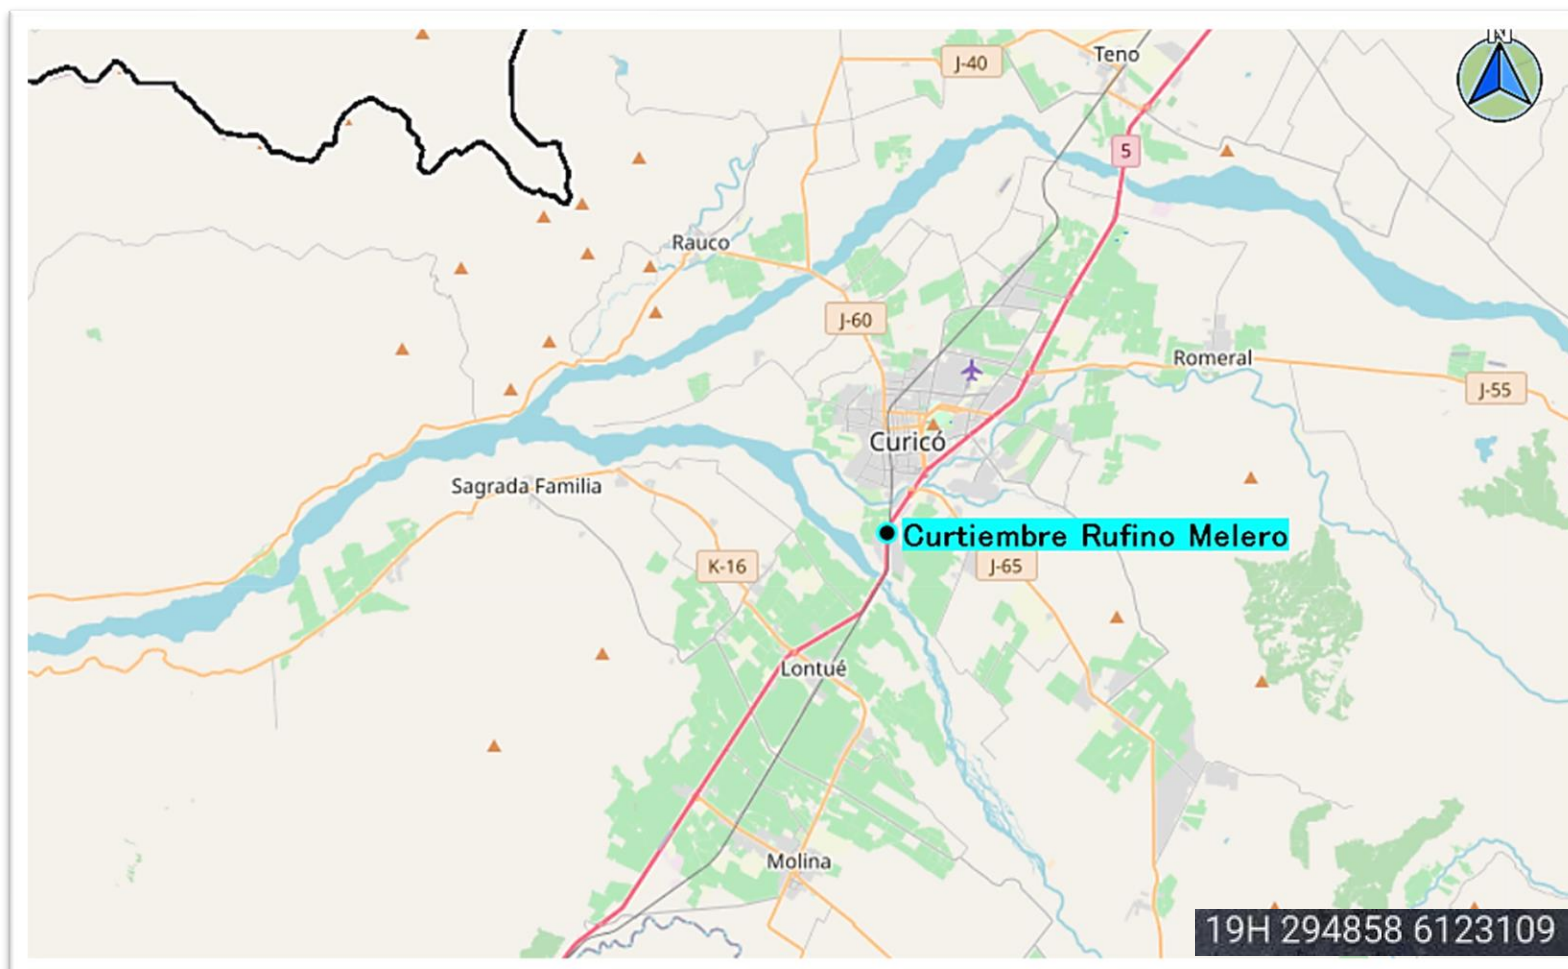 N
Teno
J-40
5
Rauco
J-60
Romeral
J-55
Curicó
Sagrada Familia
Curtiembre Rufino Melero
K-16
J-65
Lontué
Molina
19H 294858 6123109